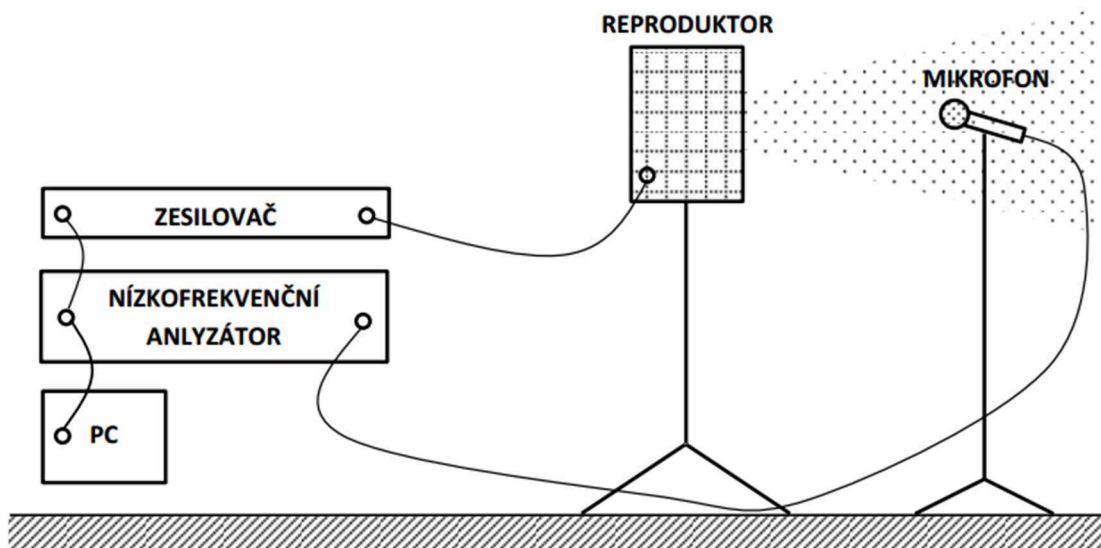 REPRODUKTOR
MIKROFON
ZESILOVAČ
NÍZKOFREKVENČNÍ
ANLYZÁTOR
PC